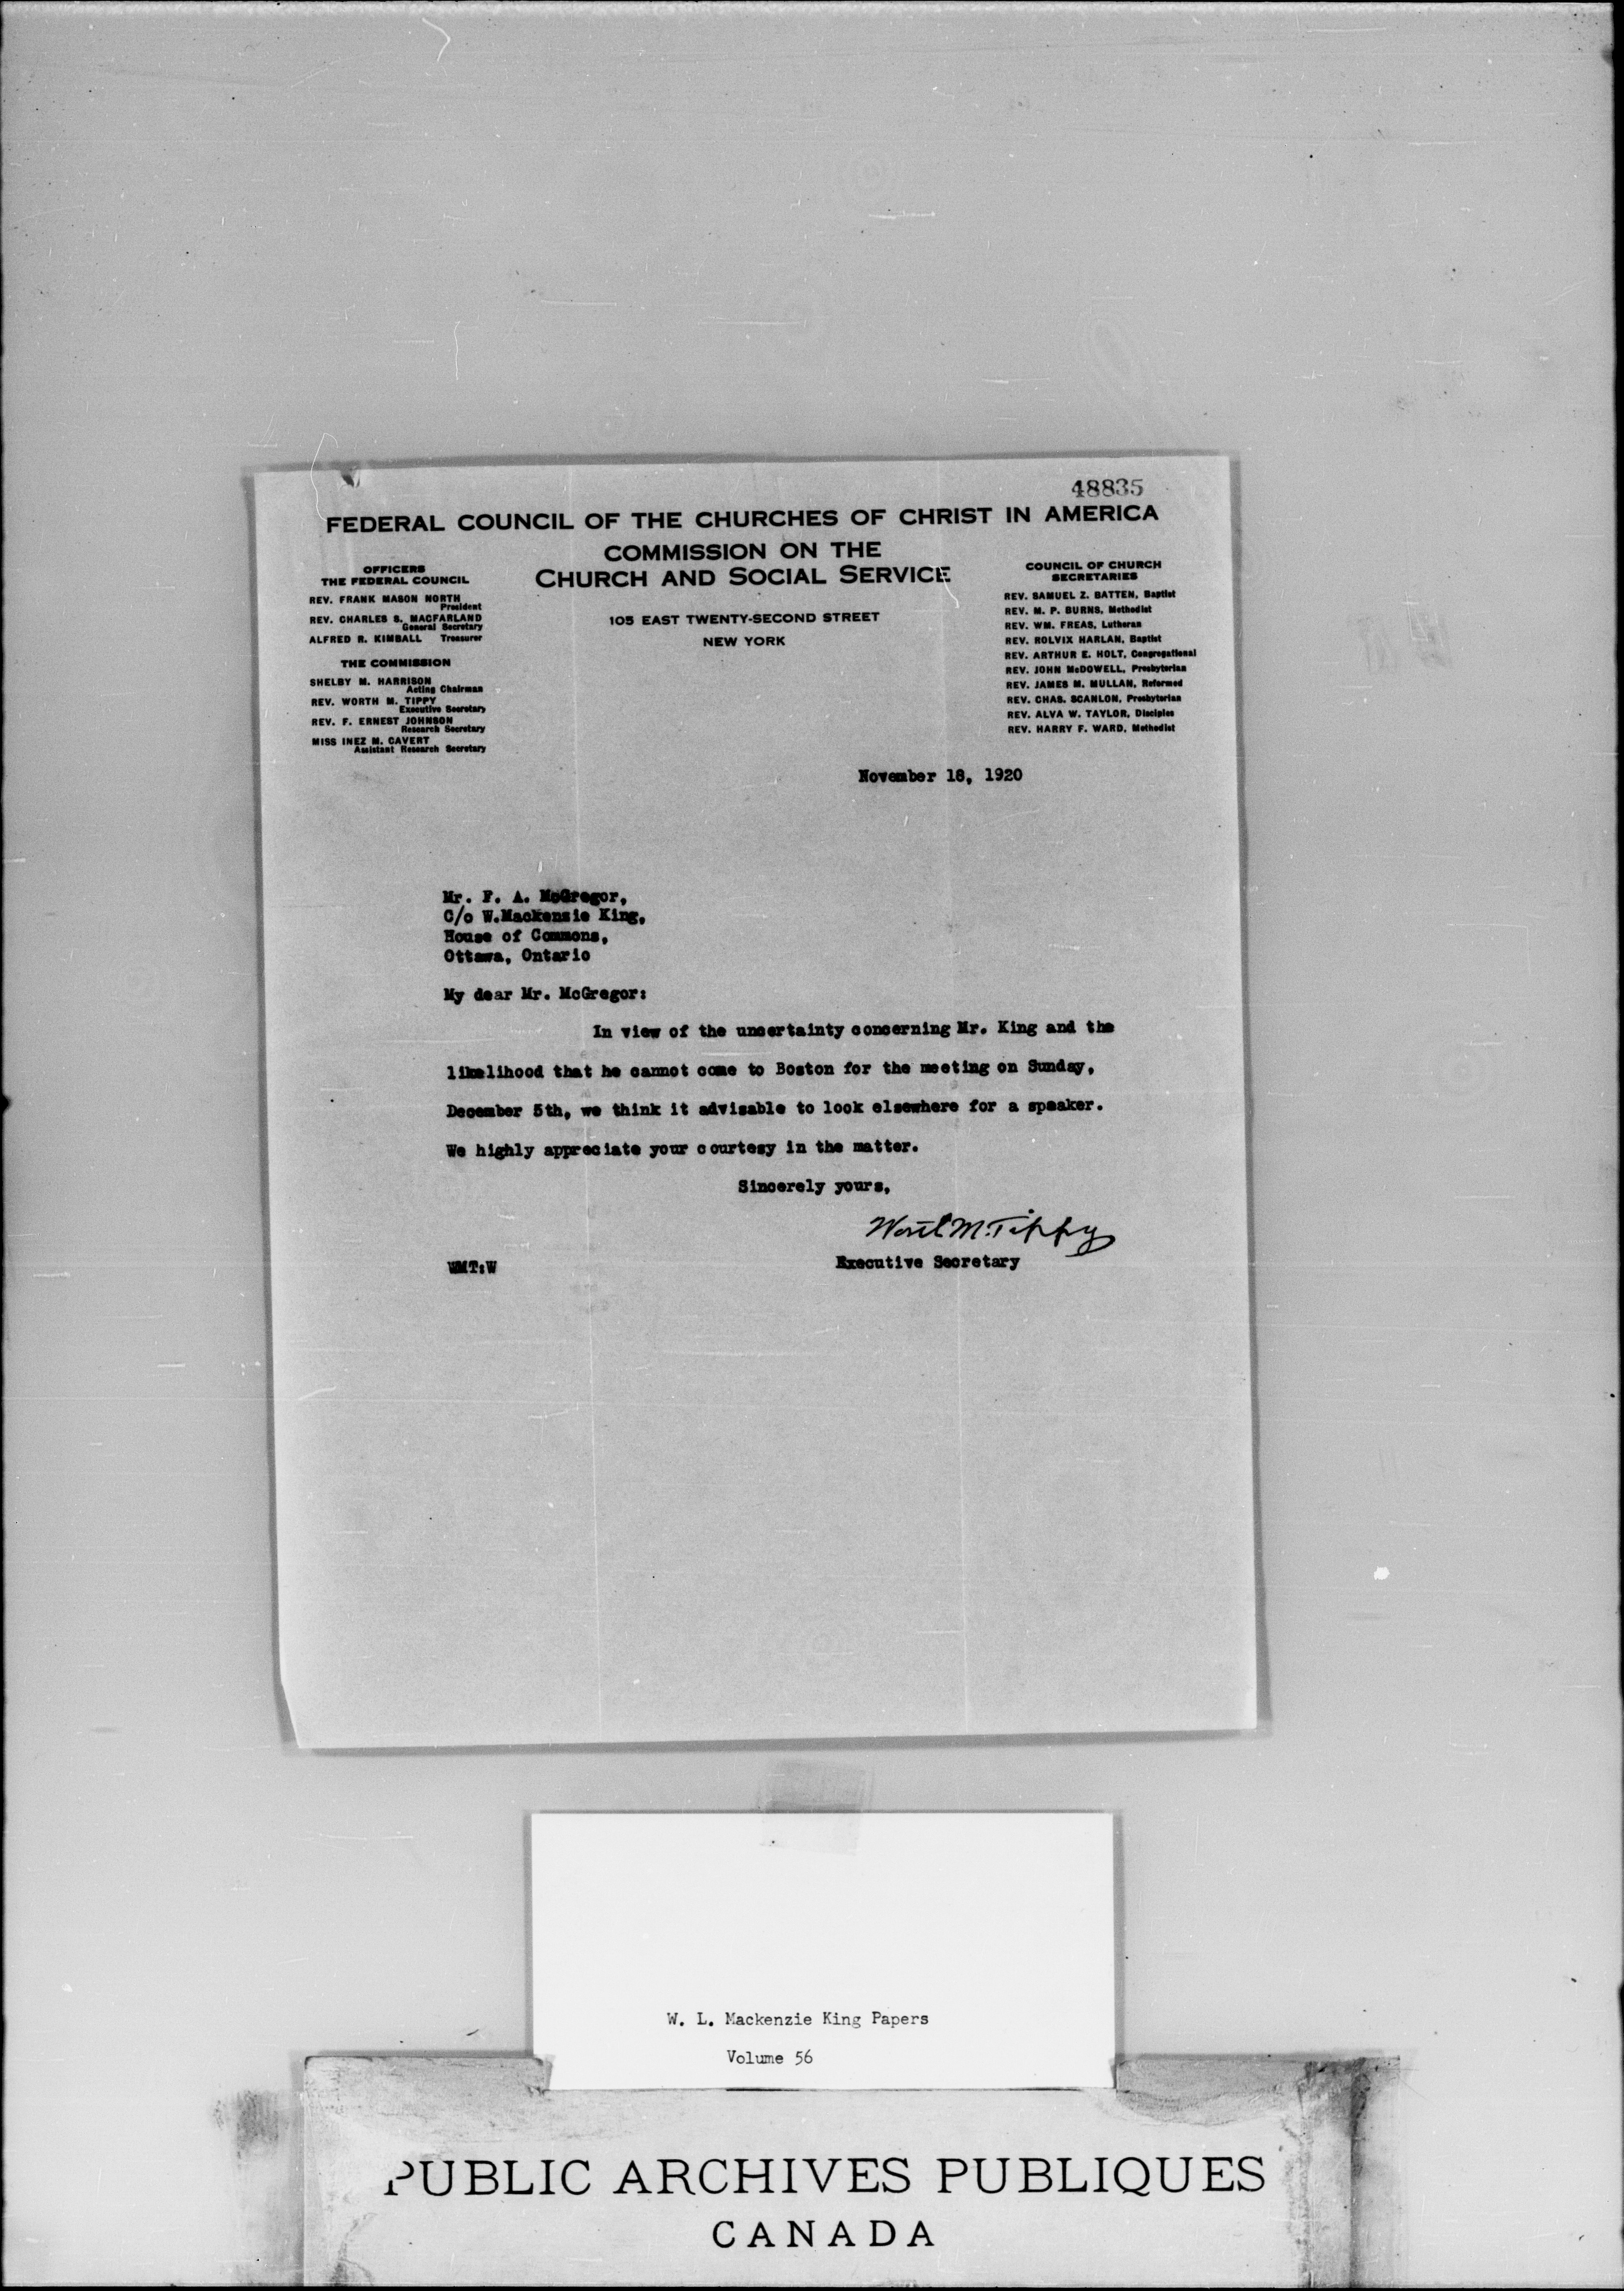 48835
FEDERAL COUNCIL OF THE CHURCHES OF CHRIST IN AMERICA
COMMISSION ON THE
CHURCH AND SOCIAL SERVICE
105 EAST TWENTY-SECOND STREET
NEW YORK
OFFICERS
THE FEDERAL COUNCIL
REV. FRANK MASON NORTH
President
REV. CHARLES S. MACFARLAND
General Secretary
ALFRED R. KIMBALL Treasurer
THE COMMISSION
SHELBY M. HARRISON
Acting Chairman
REV. WORTH M. TIPPY
Executive Secretary
REV. F. ERNEST JOHNSON
Research Secretary
MISS INEZ M. CAVERT
Assistant Research Secretary
COUNCIL OF CHURCH
SECRETARIES
REV. SAMUEL Z. BATTEN, Baptist
REV. M. P. BURNS, Methodist
REV. WM. FREAS, Lutheran
REV. ROLVIX HARLAN, Baptist
REV. ARTHUR E. HOLT, Congregational
REV. JOHN McDOWELL, Presbyterian
REV. JAMES M. MULLAN, Reformed
REV. CHAS. SCANLON, Presbyterian
REV. ALVA W. TAYLOR, Disciples
REV. HARRY F. WARD, Methodist
November 18, 1920
Mr. F. A. McGregor,
C/o W.Mackenzie King,
House of Commons,
Ottawa, Ontario
My dear Mr. McGregor:
In view of the uncertainty concerning Mr. King and the
likelihood that he cannot come to Boston for the meeting on Sunday,
December 5th, we think it advisable to look elsewhere for a speaker.
We highly appreciate your courtesy in the matter.
Sincerely yours,
Worth M. Tippy
Executive Secretary
WMT:W
W. L. Mackenzie King Papers
Volume 56
PUBLIC ARCHIVES PUBLIQUES
CANADA